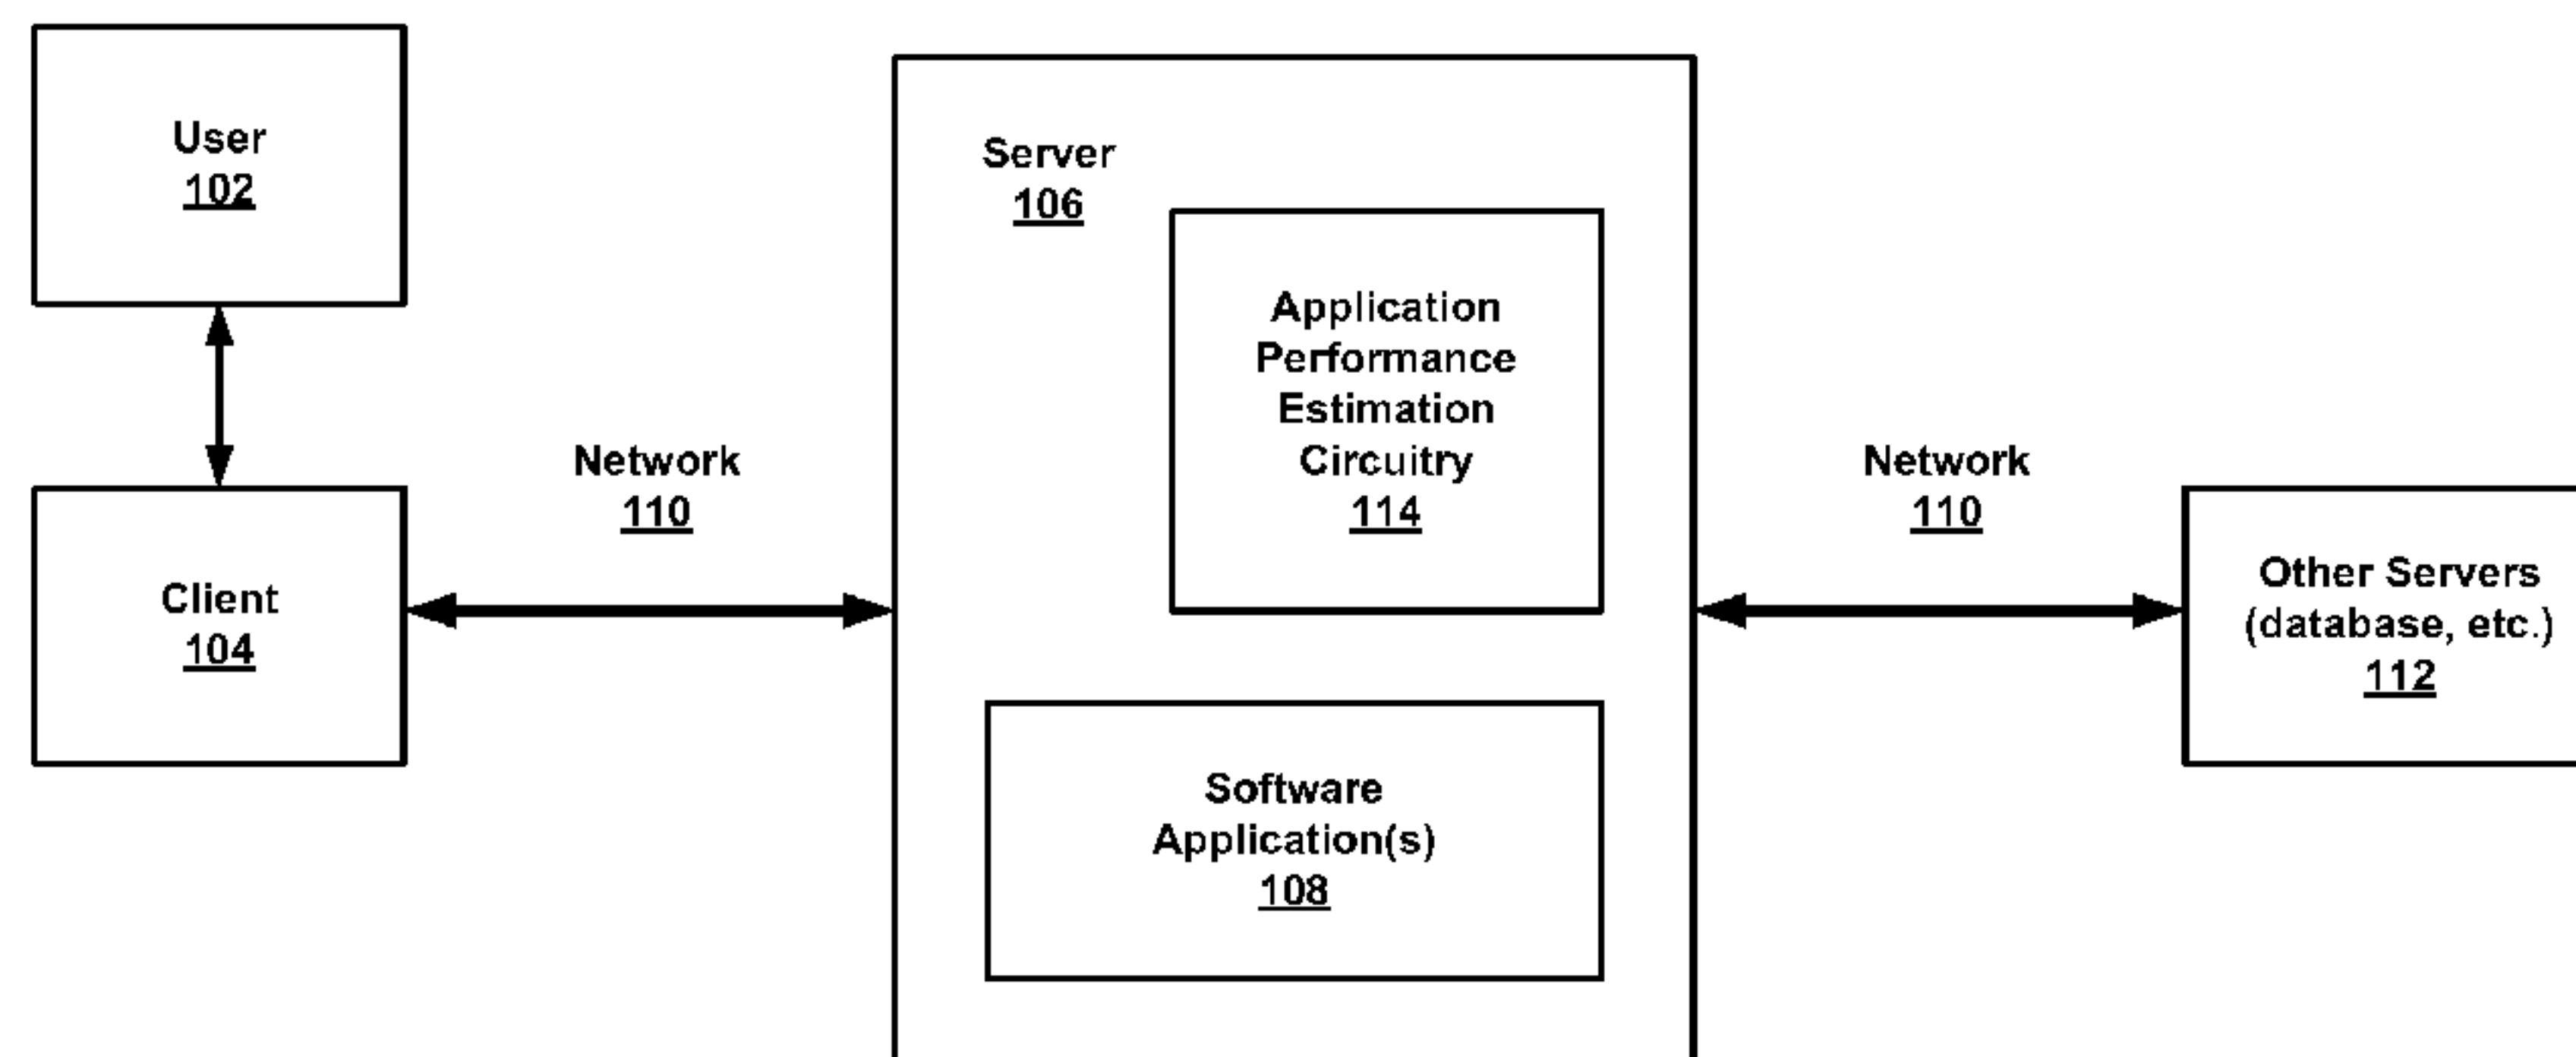 User
102
Client
104
Network
110
Server
106
Application
Performance
Estimation
Circuitry
114
Software
Application(s)
108
Network
110
Other Servers
(database, etc.)
112